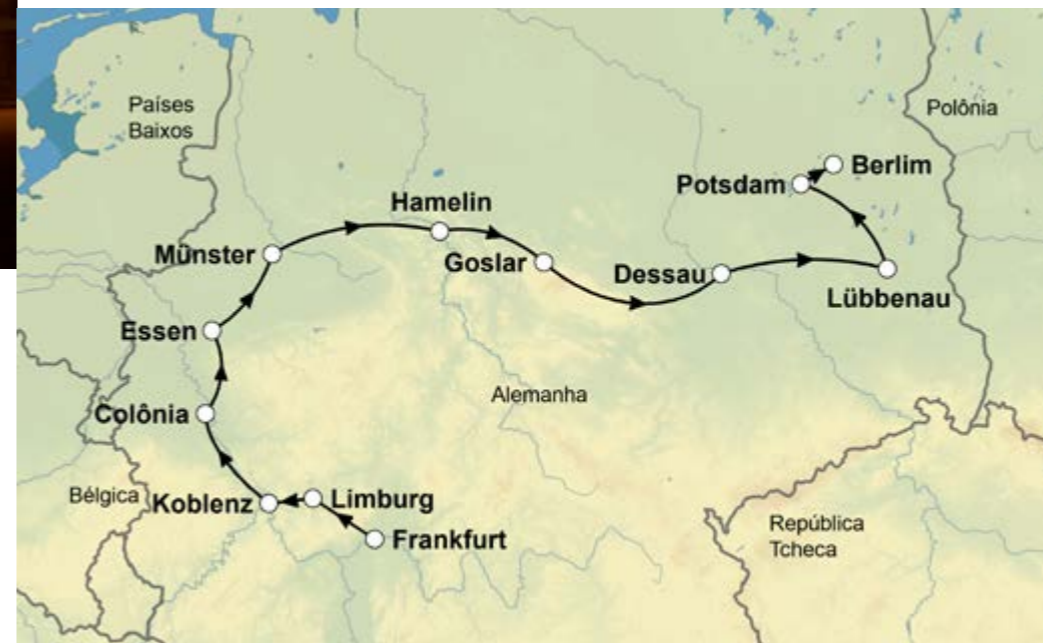 Países
Baixos
Polônia
Berlim
Potsdam
Hamelin
Münster
Goslar
Dessau
Lübbenau
Essen
Alemanha
Colônia
Bélgica
Koblenz
Limburg
Frankfurt
República
Tcheca